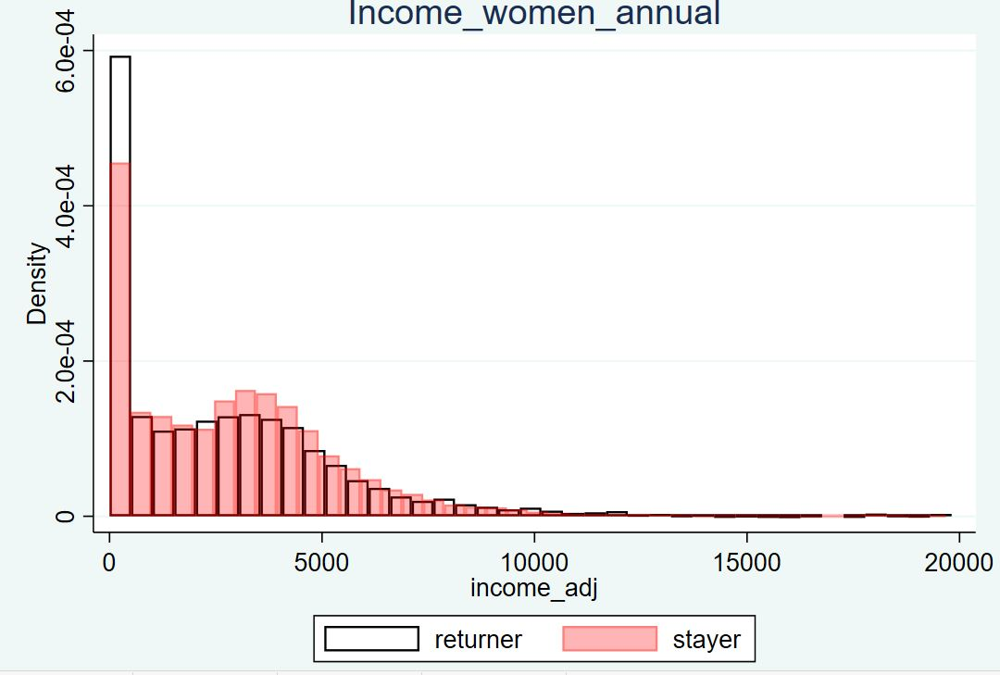 Income_women_annual
6.0e-04
4.0e-04
2.0e-04
0
Density
0 5000 10000 15000 20000
income_adj
returner stayer